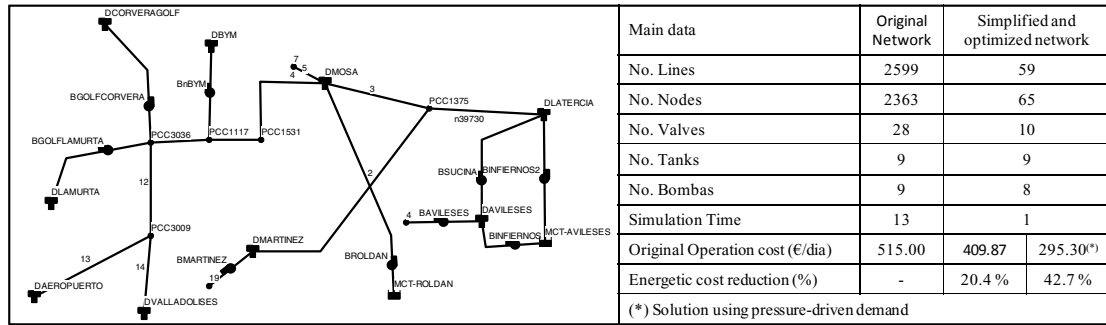 DCORVERAGOLF
DBYM
7
5
4
DMOSA
BnBYM
3
BGOLFCORVERA
PCC1375
DLATERCIA
n39730
PCC3036
PCC1117
PCC1531
BGOLFLAMURTA
2
BSUCINA
BINFIERNOS2
12
DLAMURTA
4
BAVILESES
DAVILESES
BINFIERNOS
MCT-AVILESES
PCC3009
DMARTINEZ
13
14
BMARTINEZ
BROLDAN
19
DAEROPUERTO
MCT-ROLDAN
DVALLADOLISES
Main data Original Network Simplified and optimized network
No. Lines 2599 59
No. Nodes 2363 65
No. Valves 28 10
No. Tanks 9 9
No. Bombas 9 8
Simulation Time 13 1
Original Operation cost (€/dia) 515.00 409.87 295.30(*)
Energetic cost reduction (%) - 20.4 % 42.7 %
(*) Solution using pressure-driven demand